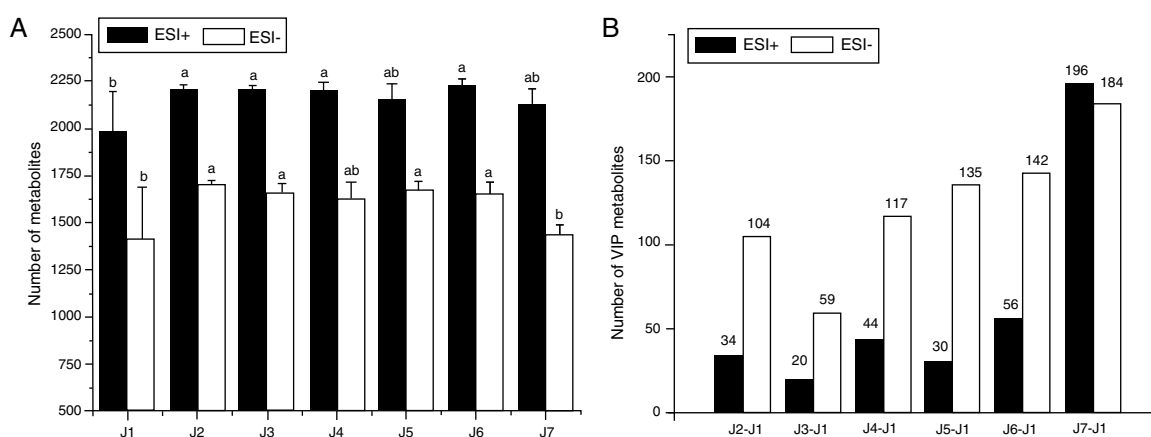 A
ESI+ ESI-
Number of metabolites
2500
2250
2000
1750
1500
1250
1000
750
500
b a a a ab a ab
b a a ab a a b
J1 J2 J3 J4 J5 J6 J7
B
ESI+ ESI-
Number of VIP metabolites
200
150
100
50
0
34 104 20 59 44 117 30 135 56 142 196 184
J2-J1 J3-J1 J4-J1 J5-J1 J6-J1 J7-J1